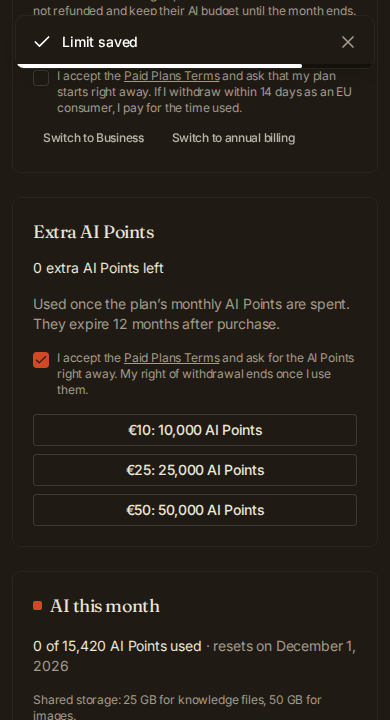 not refunded and keep their AI budget until the month ends.
Limit saved
I accept the Paid Plans Terms and ask that my plan
starts right away. If I withdraw within 14 days as an EU
consumer, I pay for the time used.
Switch to Business Switch to annual billing
Extra AI Points
0 extra AI Points left
Used once the plan's monthly AI Points are spent.
They expire 12 months after purchase.
I accept the Paid Plans Terms and ask for the AI Points
right away. My right of withdrawal ends once I use
them.
€10: 10,000 AI Points
€25: 25,000 AI Points
€50: 50,000 AI Points
AI this month
0 of 15,420 AI Points used · resets on December 1,
2026
Shared storage: 25 GB for knowledge files, 50 GB for
images.